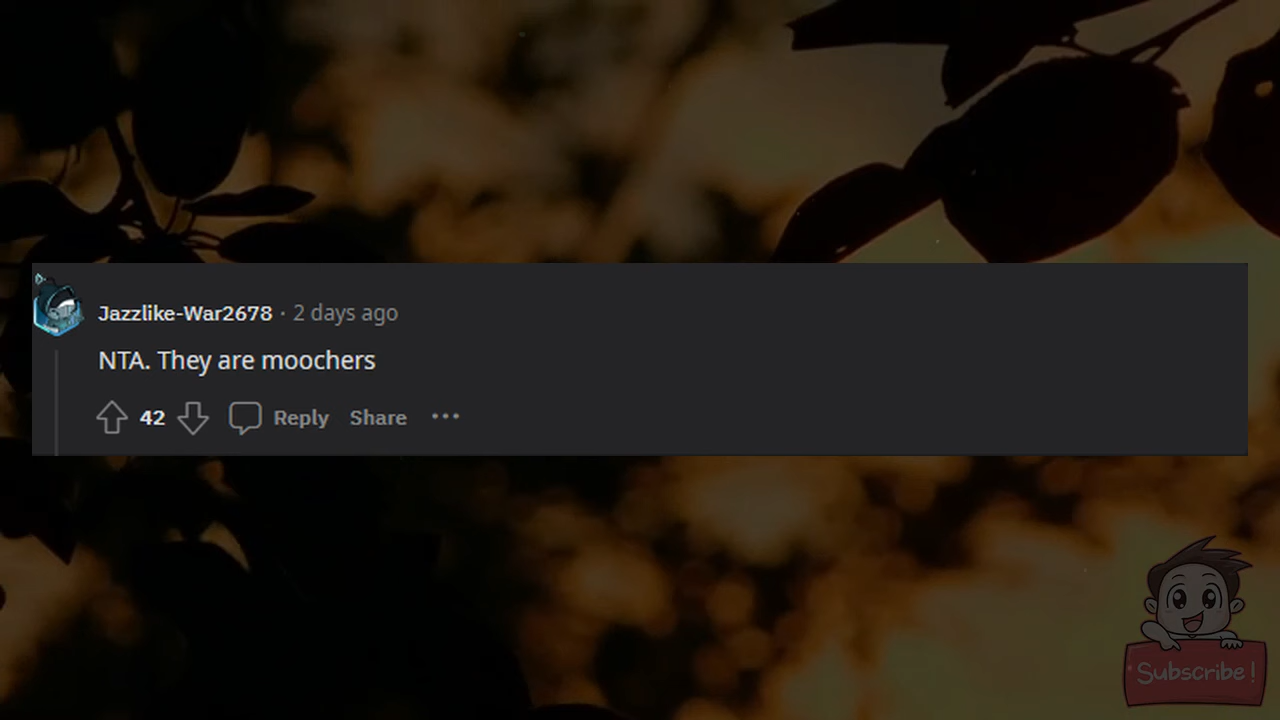 Jazzlike-War2678 · 2 days ago
NTA. They are moochers
42 Reply Share ···
Subscribe!